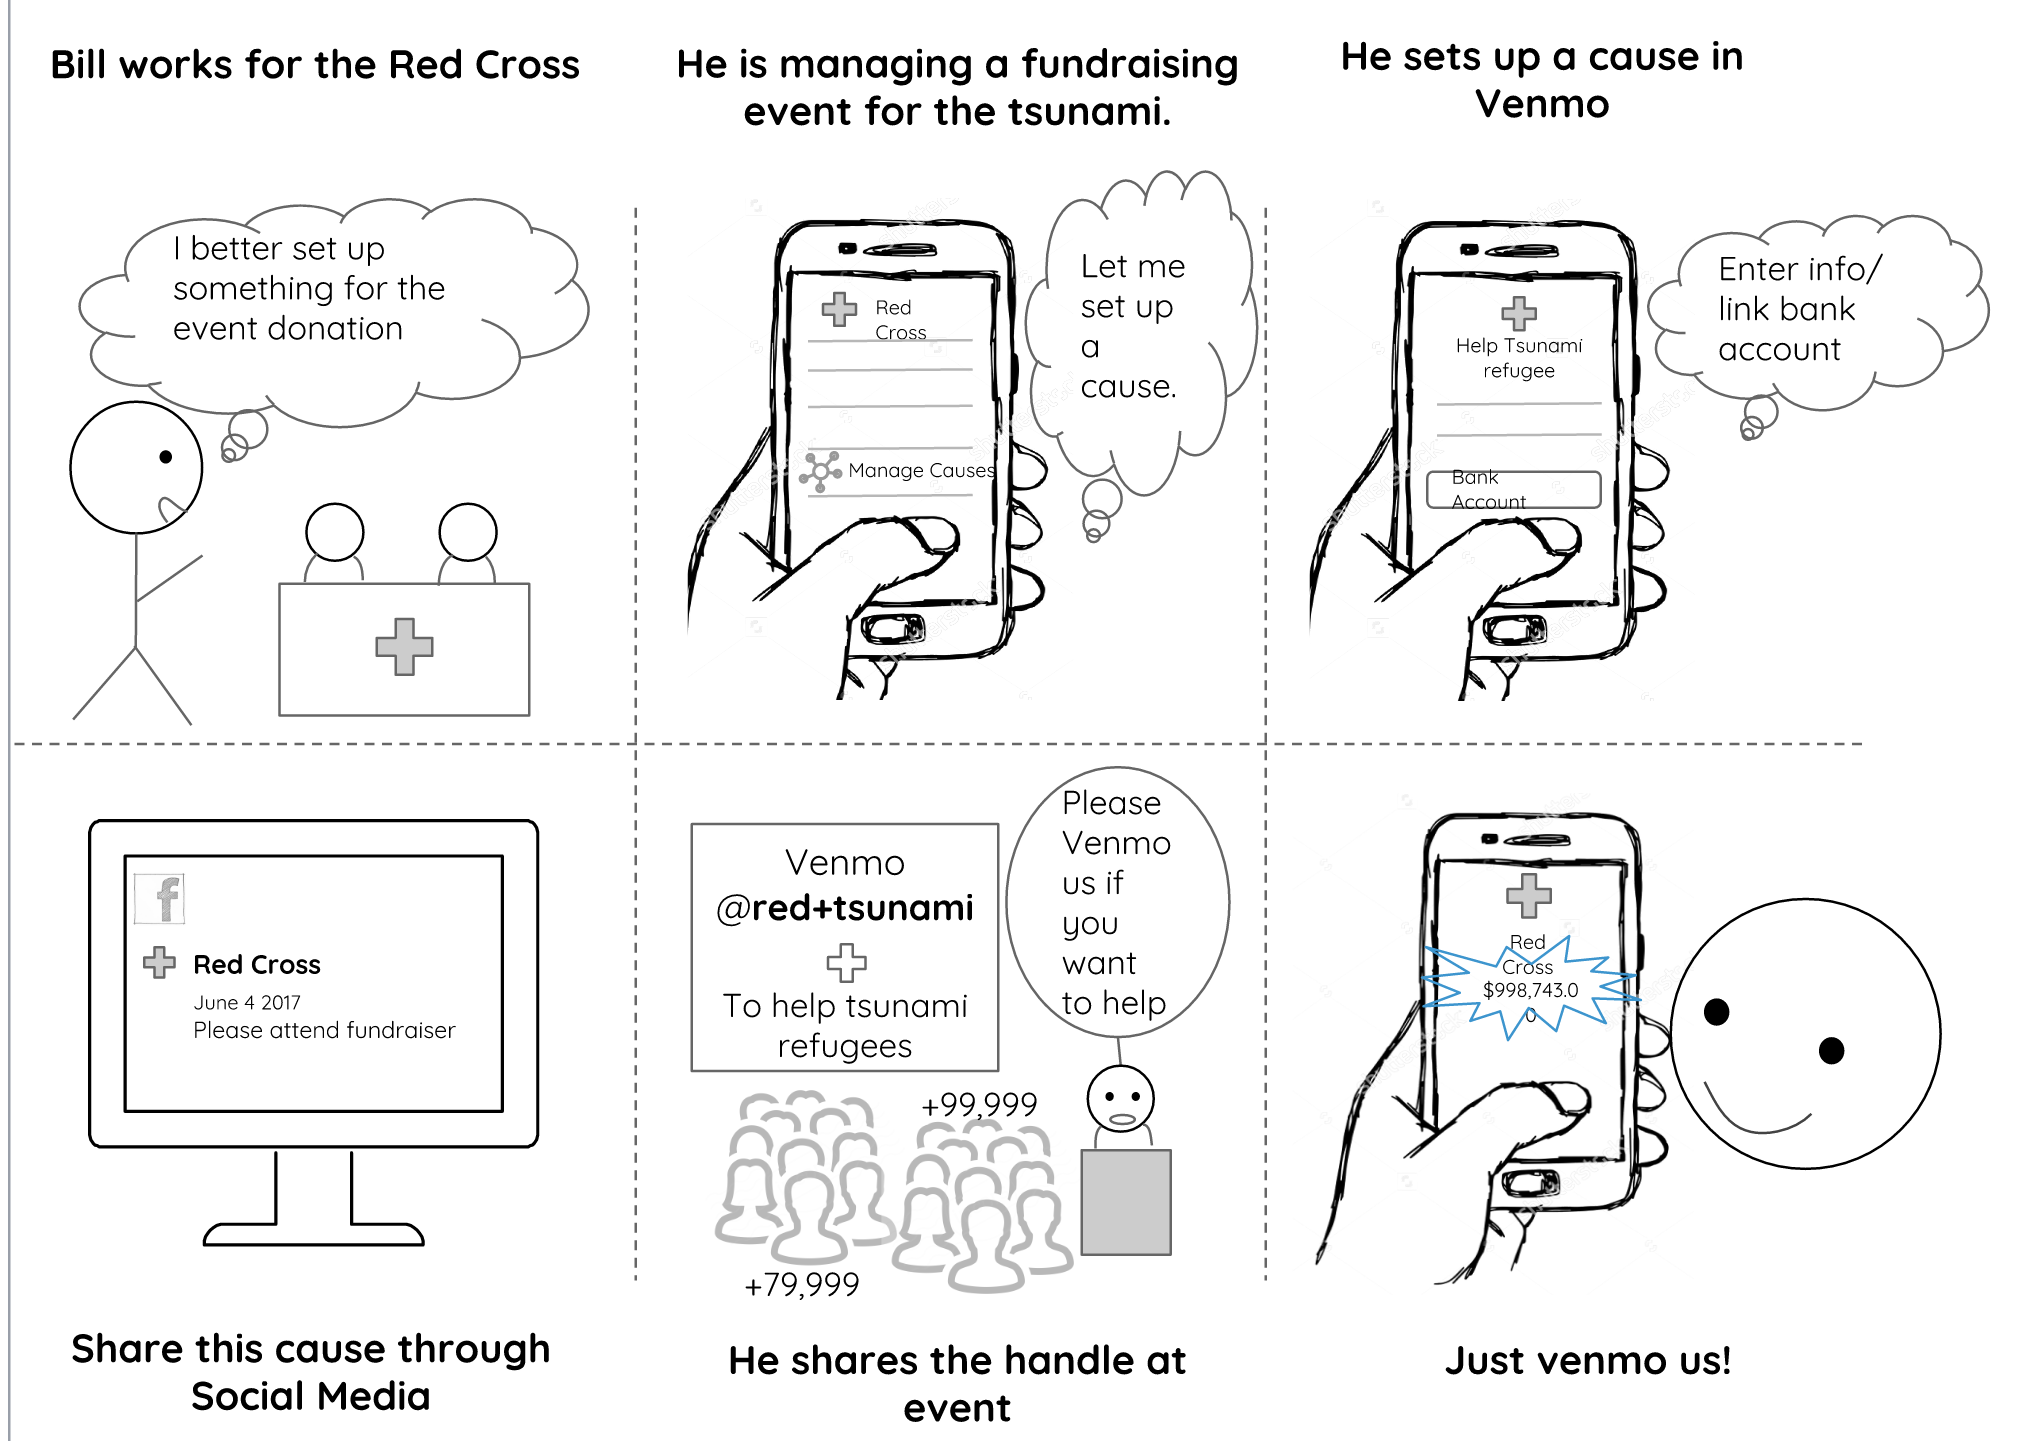 Bill works for the Red Cross
I better set up
something for the
event donation
He is managing a fundraising
event for the tsunami.
Red
Cross
Manage Causes
Let me
set up
a
cause.
He sets up a cause in
Venmo
Help Tsunami
refugee
Bank
Account
Enter info/
link bank
account
f
Red Cross
June 4 2017
Please attend fundraiser
Share this cause through
Social Media
Venmo
@red+tsunami
To help tsunami
refugees
Please
Venmo
us if
you
want
to help
+99,999
+79,999
He shares the handle at
event
Red
Cross
$998,743.0
0
Just venmo us!